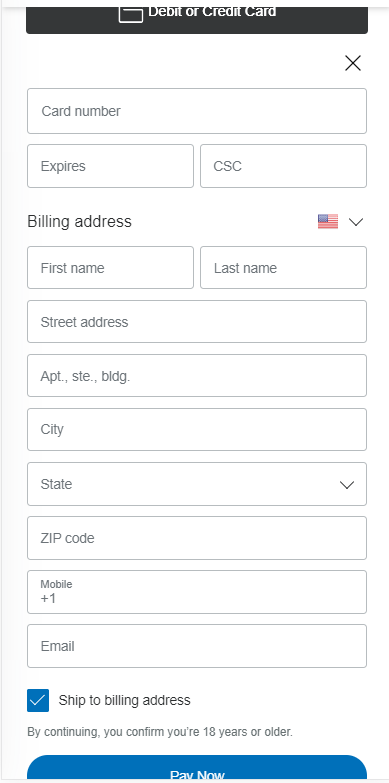 Debit or Credit Card
Card number
Expires CSC
Billing address
First name Last name
Street address
Apt., ste., bldg.
City
State
ZIP code
Mobile
+1
Email
Ship to billing address
By continuing, you confirm you’re 18 years or older.
Pay Now